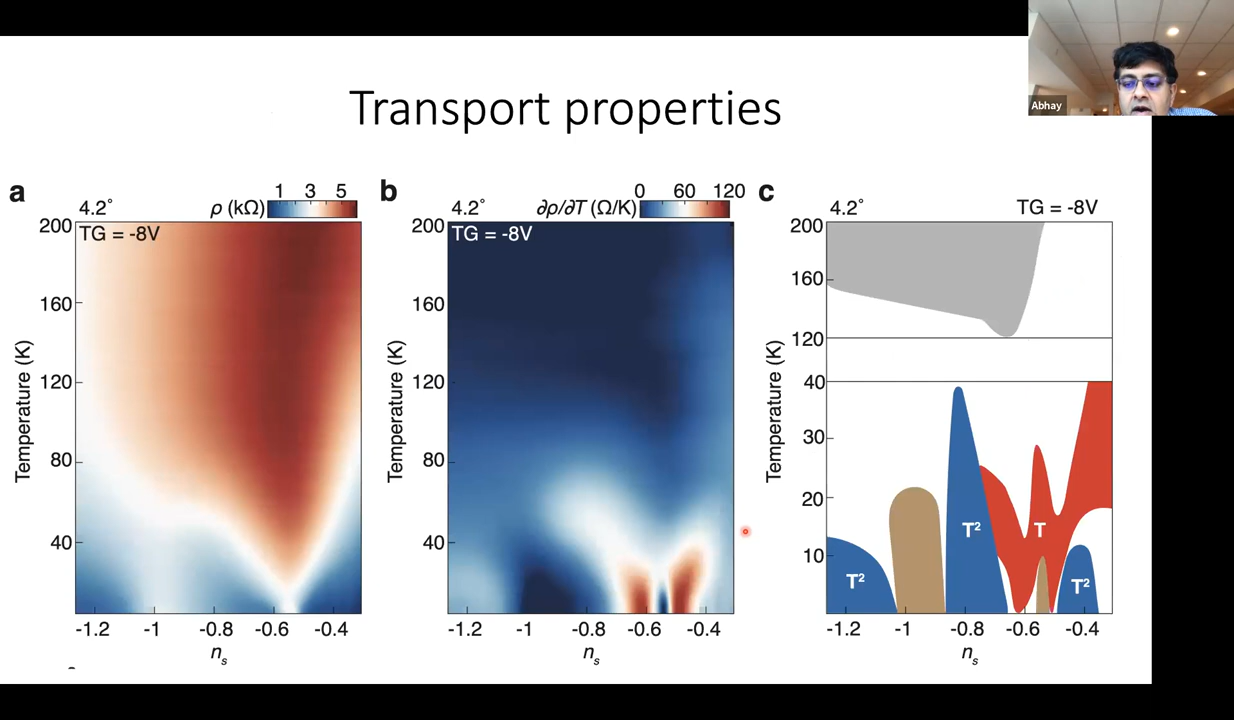 Abhay
Transport properties
a
4.2°
ρ (kΩ)
1 3 5
TG = -8V
200
160
120
80
40
Temperature (K)
-1.2 -1 -0.8 -0.6 -0.4
n_s
b
4.2°
∂ρ/∂T (Ω/K)
0 60 120
TG = -8V
200
160
120
80
40
Temperature (K)
-1.2 -1 -0.8 -0.6 -0.4
n_s
c
4.2°
TG = -8V
200
160
120
40
30
20
10
Temperature (K)
T²
T²
T
T²
-1.2 -1 -0.8 -0.6 -0.4
n_s